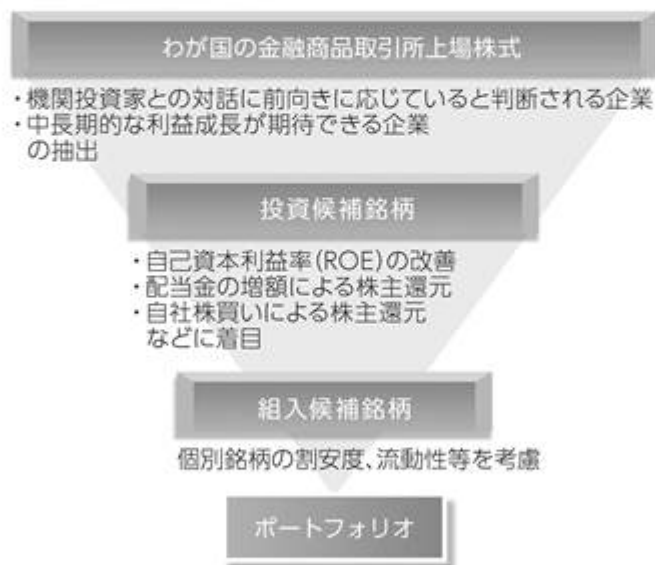 わが国の金融商品取引所上場株式
・機関投資家との対話に前向きに応じていると判断される企業
・中長期的な利益成長が期待できる企業
の抽出
投資候補銘柄
・自己資本利益率(ROE)の改善
・配当金の増額による株主還元
・自社株買いによる株主還元
などに着目
組入候補銘柄
個別銘柄の割安度、流動性等を考慮
ポートフォリオ